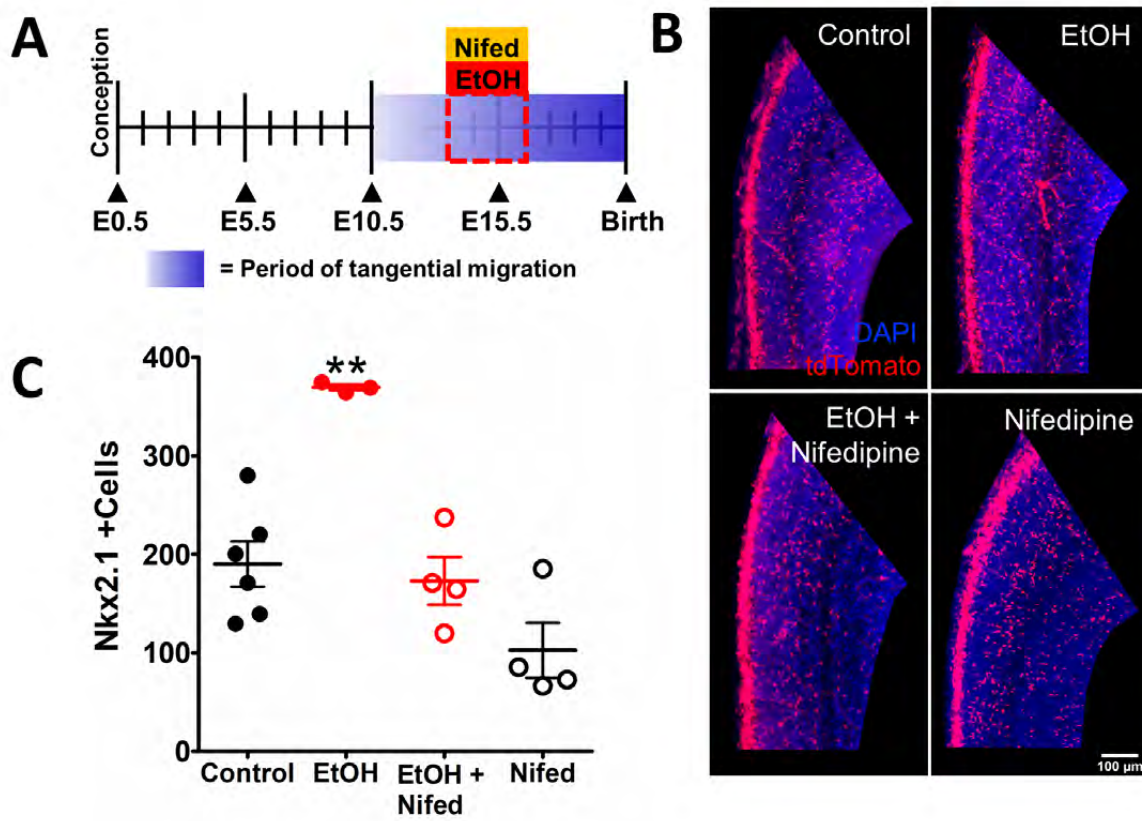 A
Nifed
EtOH
Conception
E0.5
E5.5
E10.5
E15.5
Birth
= Period of tangential migration
B
Control
EtOH
DAPI
tdTomato
EtOH +
Nifedipine
Nifedipine
100 µm
C
400
300
200
100
0
**
Nkx2.1 +Cells
Control
EtOH
EtOH +
Nifed
Nifed